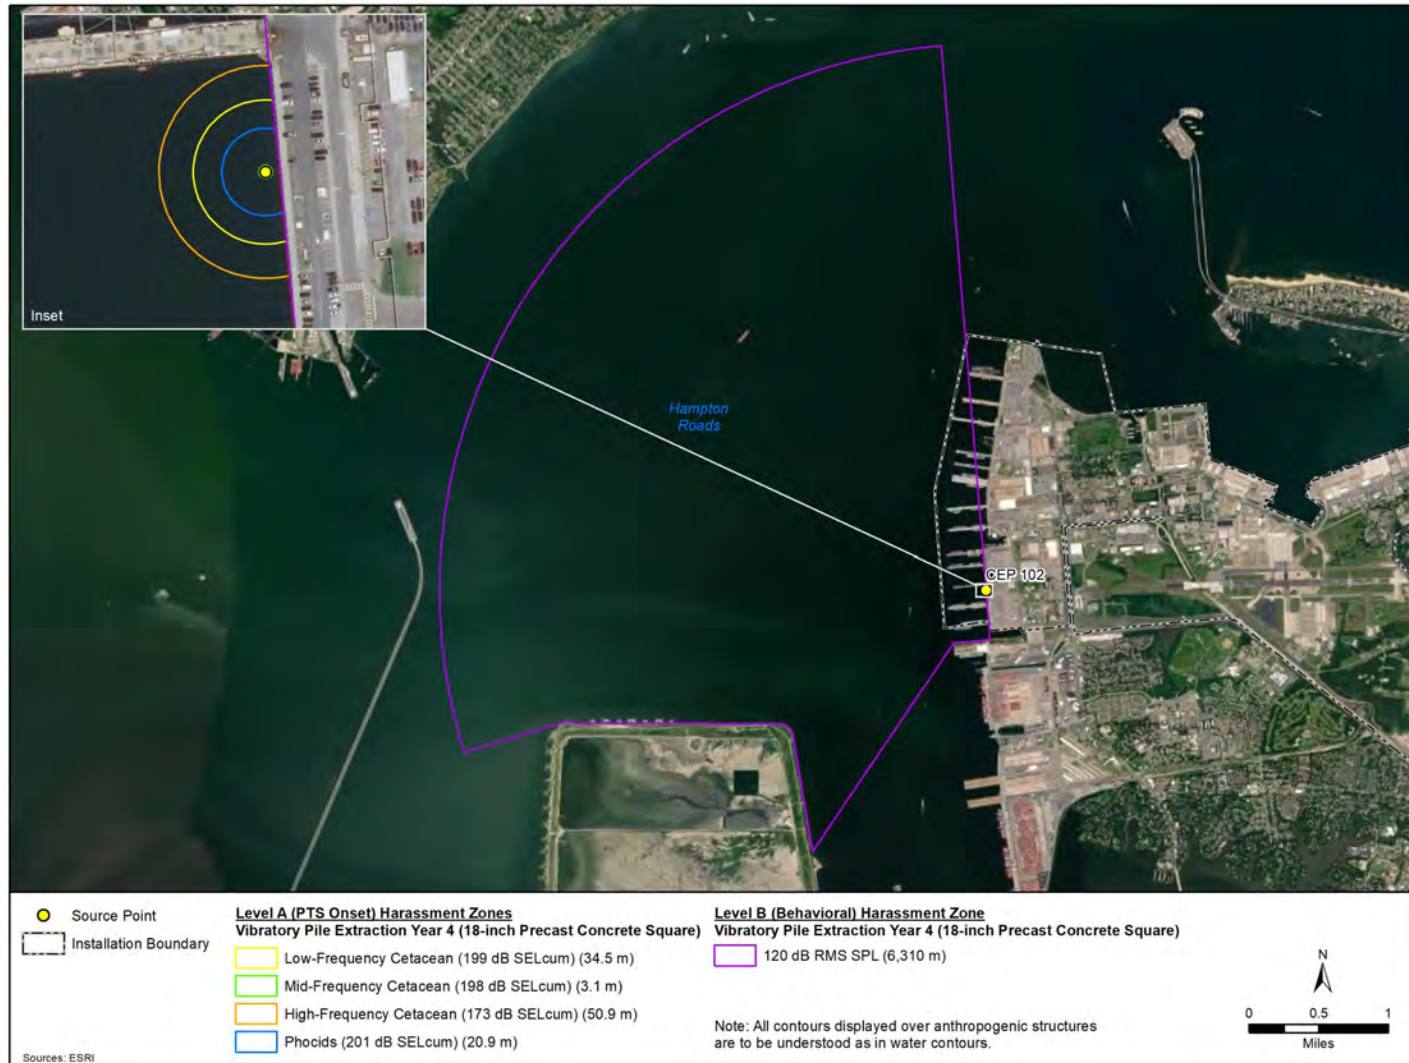 Inset
Hampton
Roads
CEP 102
Source Point
Installation Boundary
Level A (PTS Onset) Harassment Zones
Vibratory Pile Extraction Year 4 (18-inch Precast Concrete Square)
Low-Frequency Cetacean (199 dB SELcum) (34.5 m)
Mid-Frequency Cetacean (198 dB SELcum) (3.1 m)
High-Frequency Cetacean (173 dB SELcum) (50.9 m)
Phocids (201 dB SELcum) (20.9 m)
Level B (Behavioral) Harassment Zone
Vibratory Pile Extraction Year 4 (18-inch Precast Concrete Square)
120 dB RMS SPL (6,310 m)
Note: All contours displayed over anthropogenic structures
are to be understood as in water contours.
N
0 0.5 1
Miles
Sources: ESRI